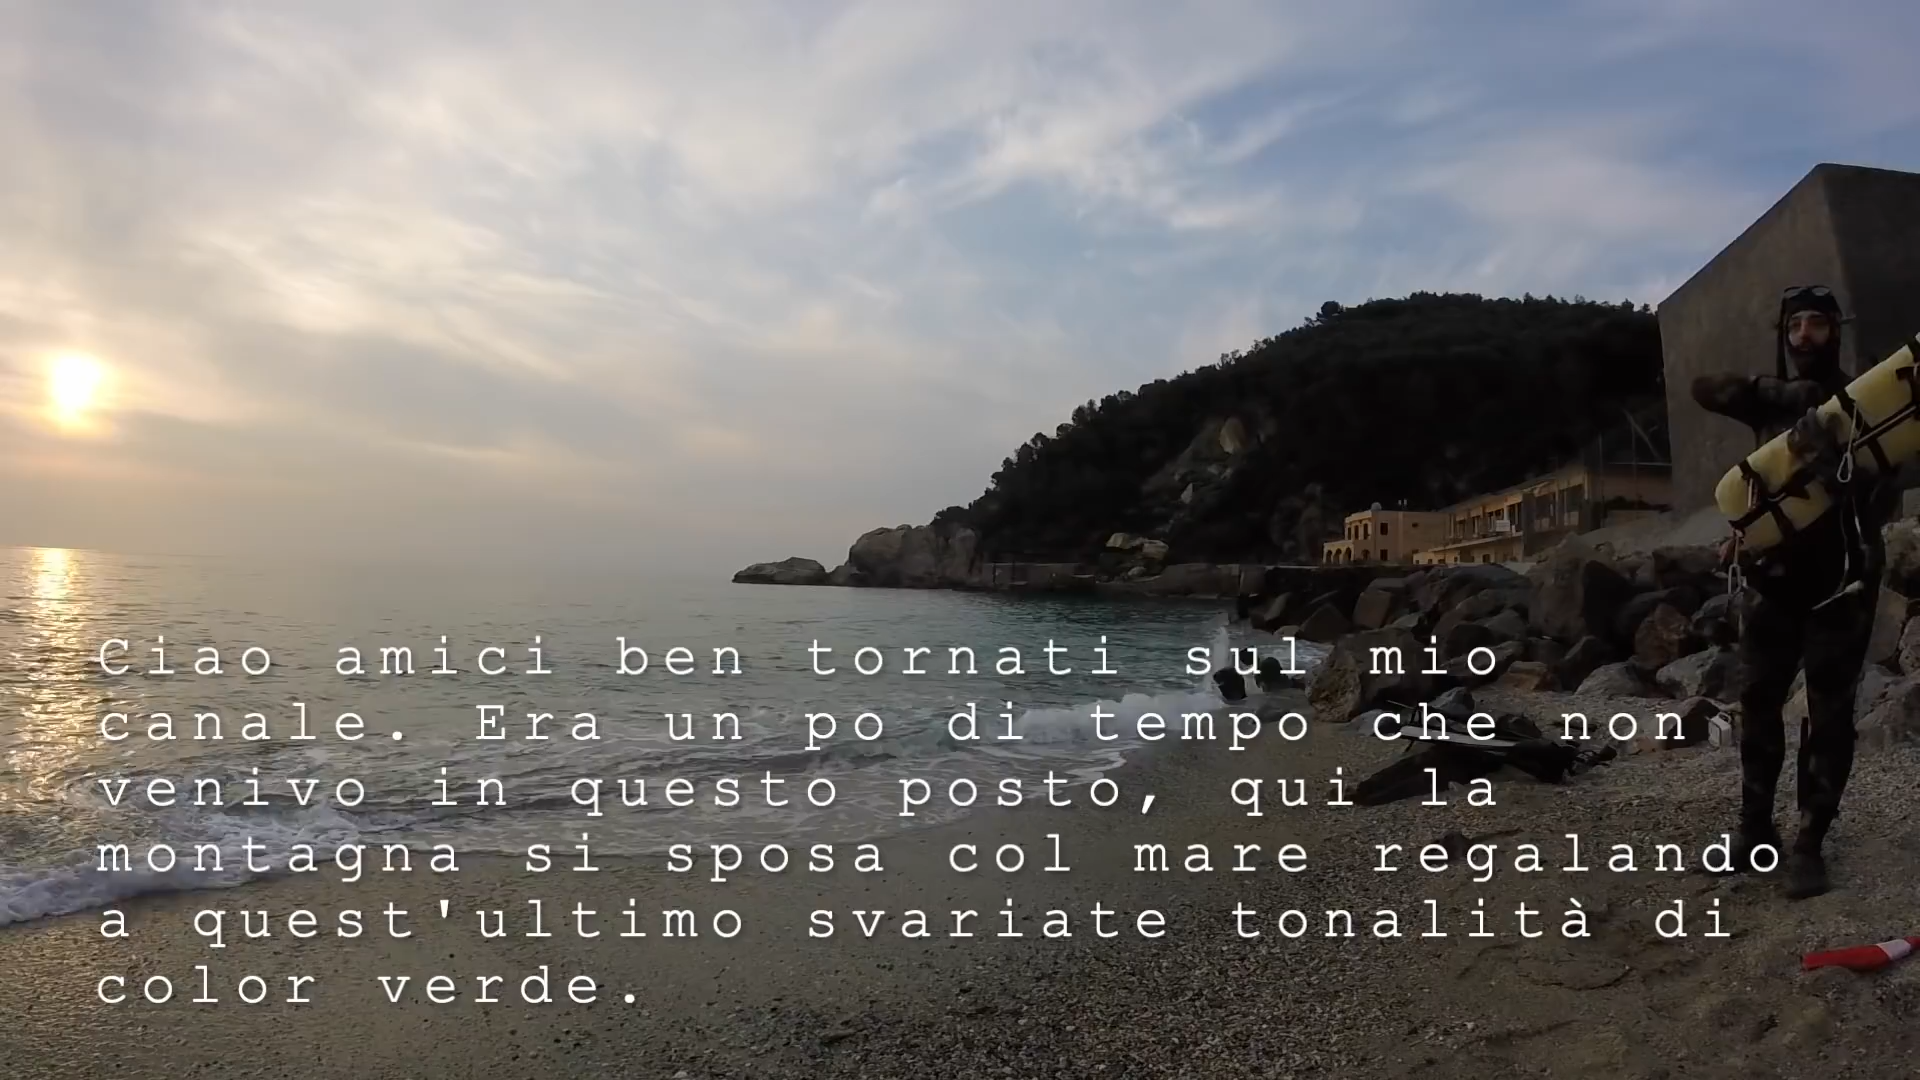 Ciao amici ben tornati sul mio
canale. Era un po di tempo che non
venivo in questo posto, qui la
montagna si sposa col mare regalando
a quest'ultimo svariate tonalità di
color verde.